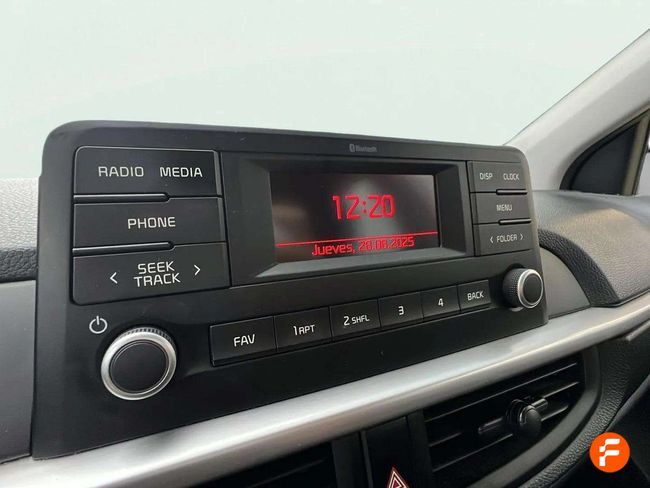 Bluetooth
RADIO MEDIA
DISP CLOCK
12:20
PHONE
MENU
Jueves, 28.08.2025
< SEEK TRACK >
< FOLDER >
FAV
1 RPT
2 SHFL
3
4
BACK
F